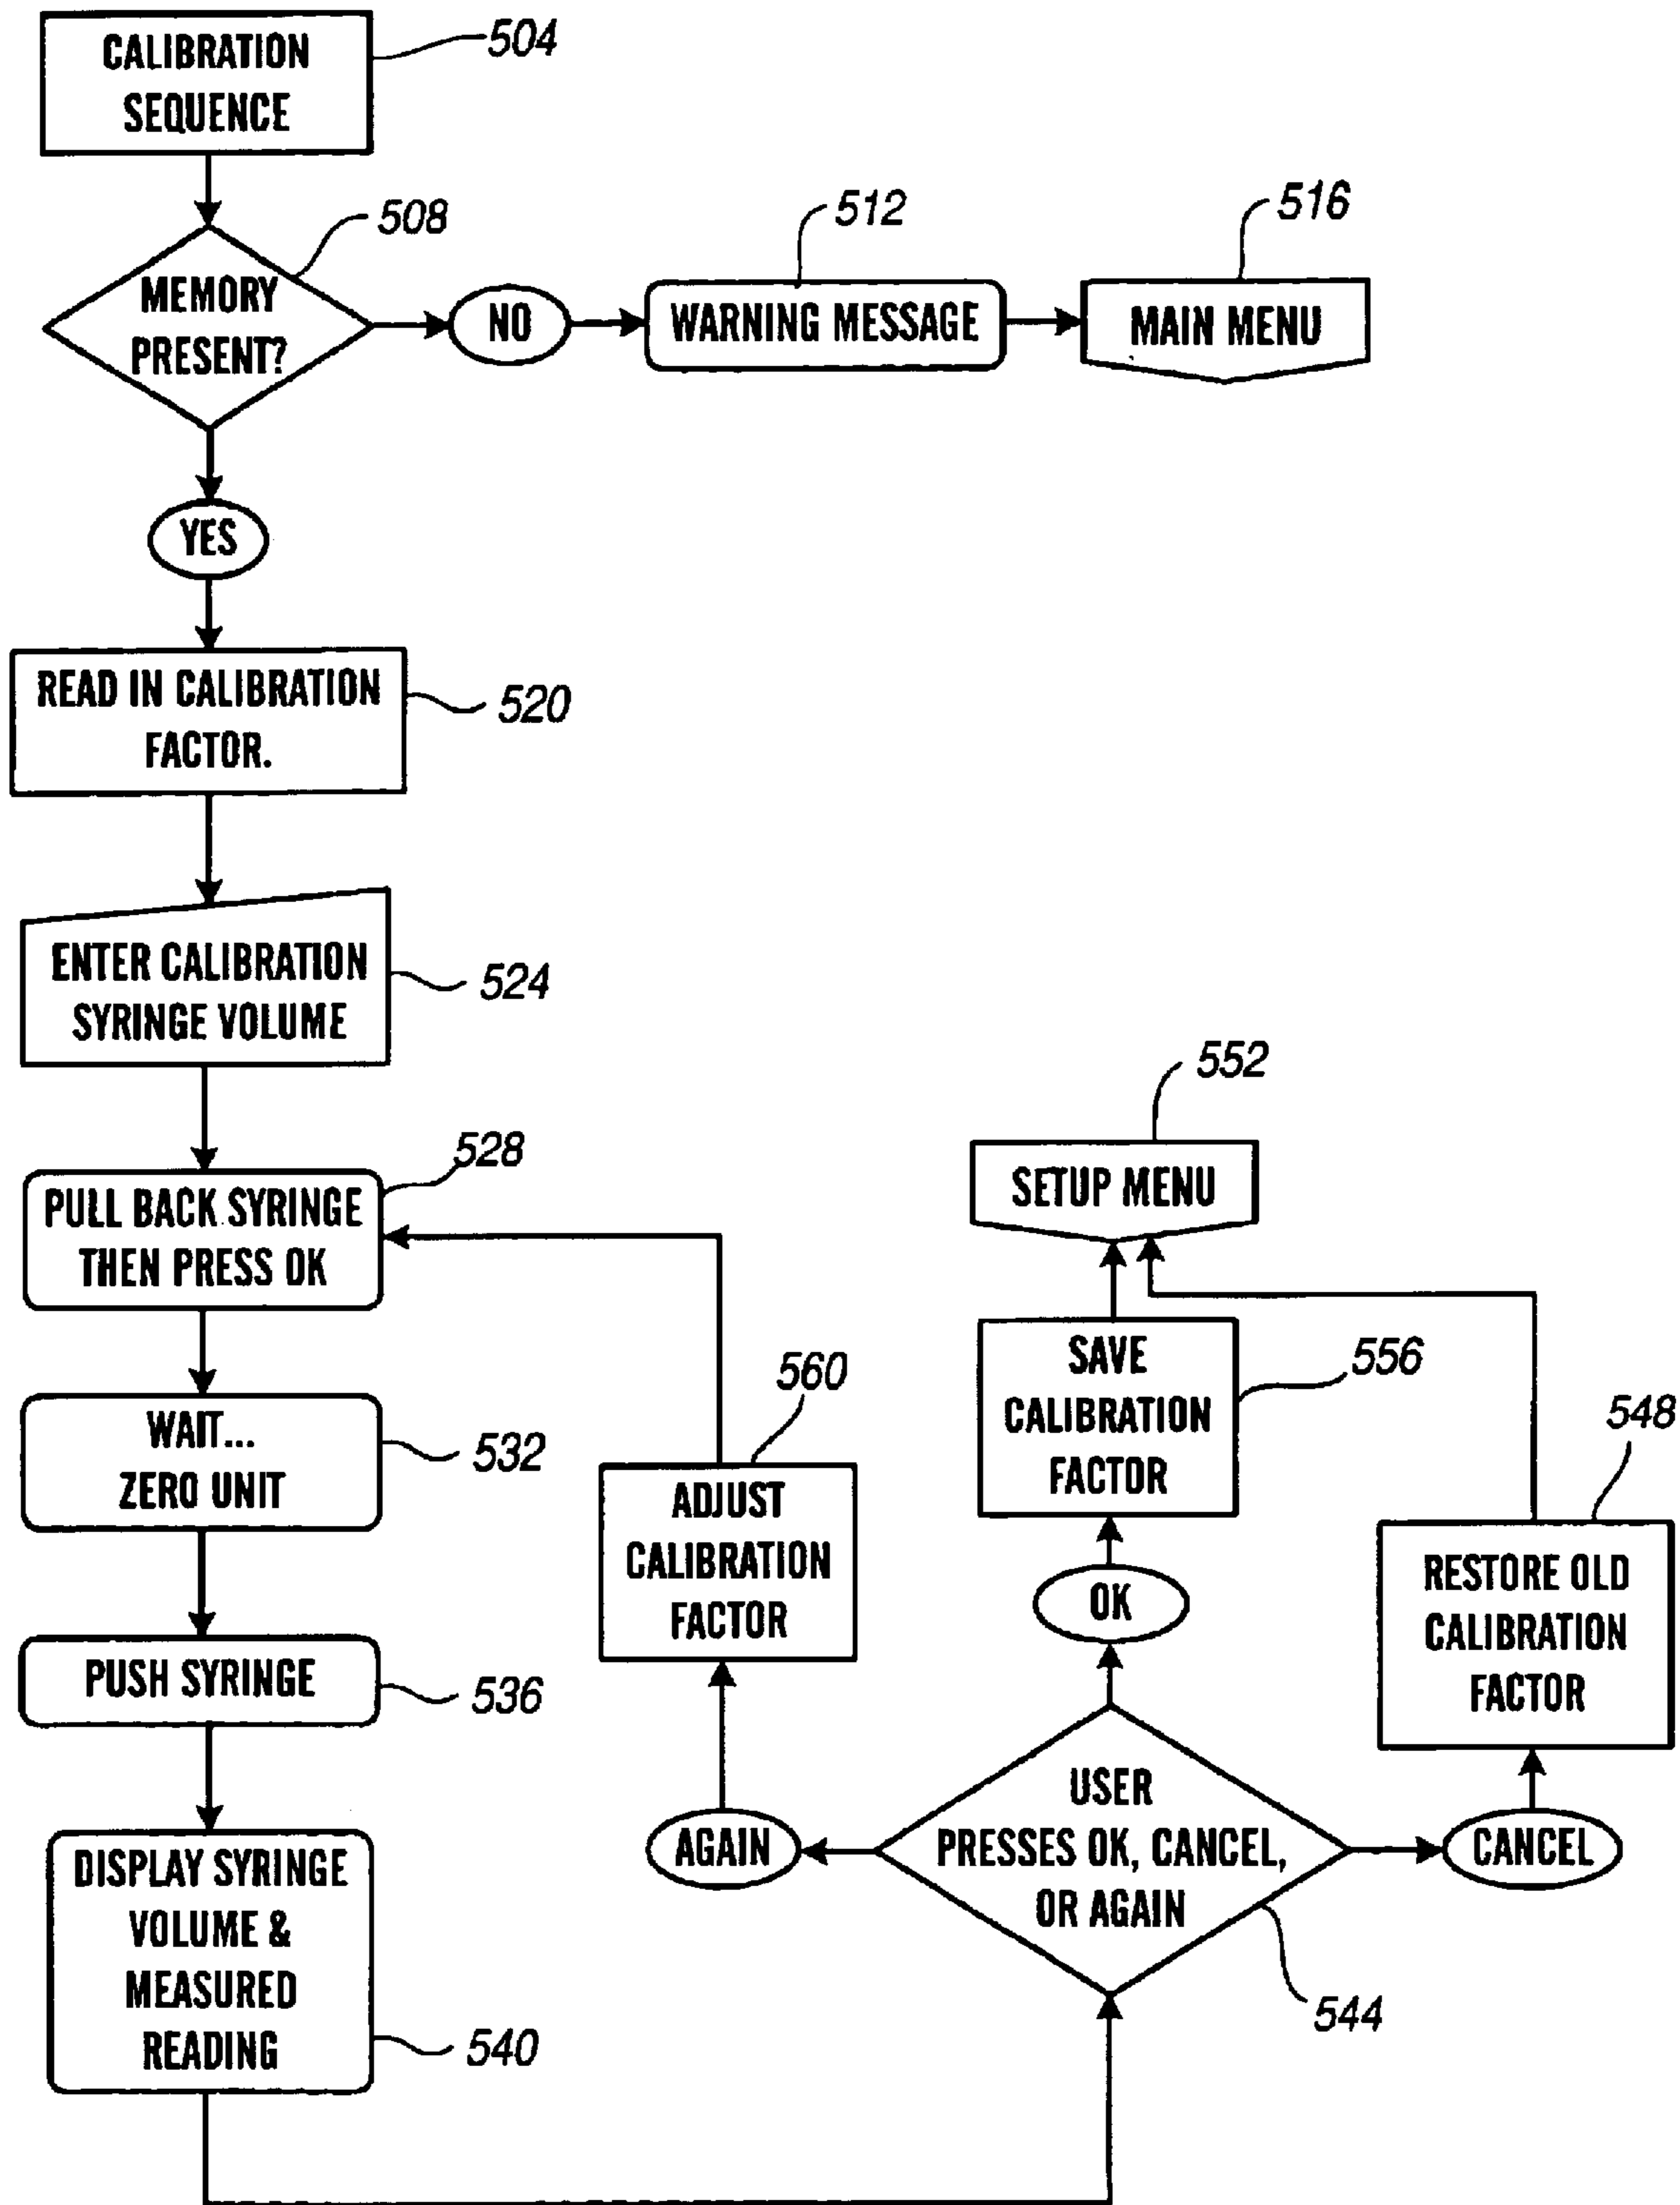 CALIBRATION
SEQUENCE
504
MEMORY
PRESENT?
508
NO
WARNING MESSAGE
512
MAIN MENU
516
YES
READ IN CALIBRATION
FACTOR.
520
ENTER CALIBRATION
SYRINGE VOLUME
524
PULL BACK SYRINGE
THEN PRESS OK
528
WAIT...
ZERO UNIT
532
PUSH SYRINGE
536
DISPLAY SYRINGE
VOLUME &
MEASURED
READING
540
USER
PRESSES OK, CANCEL,
OR AGAIN
544
AGAIN
ADJUST
CALIBRATION
FACTOR
560
OK
SAVE
CALIBRATION
FACTOR
556
SETUP MENU
552
CANCEL
RESTORE OLD
CALIBRATION
FACTOR
548